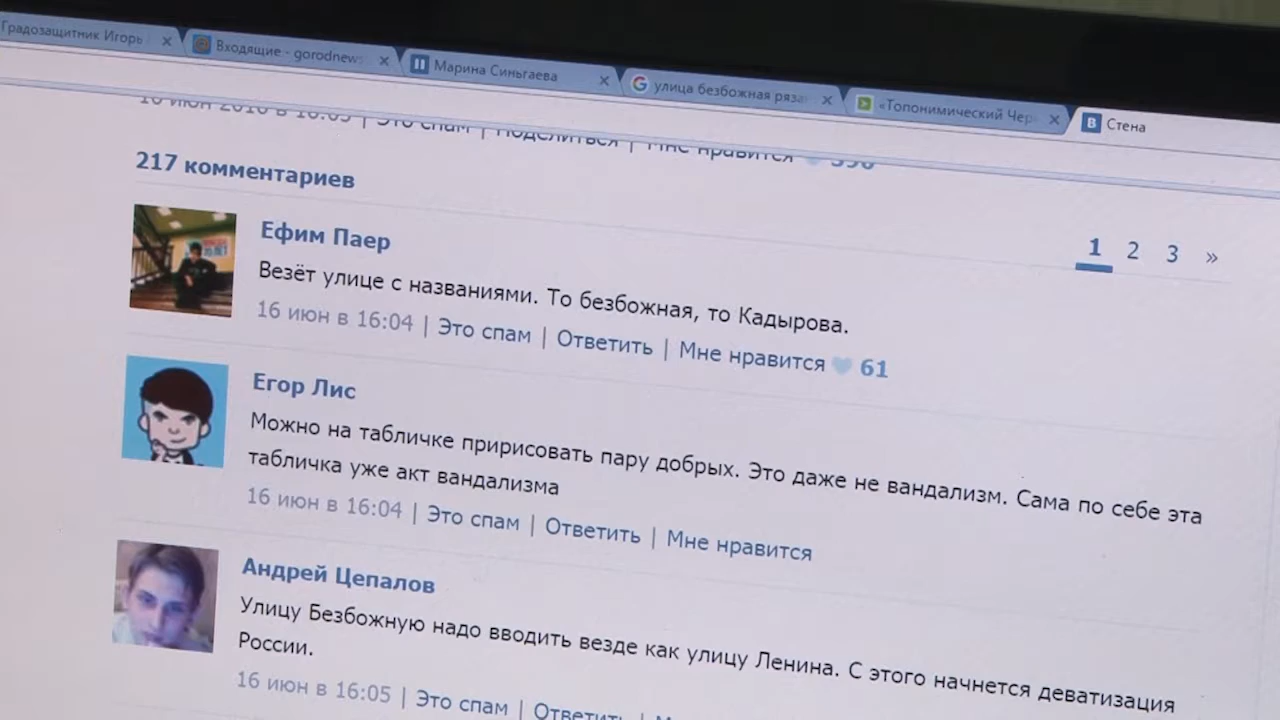 Градозащитник Игорь
Входящие - gorodnews
Марина Синьгаева
улица безбожная ряза
«Топонимический Чер
Стена
16 июн 2016 в 16:03 | Это спам | Поделиться | Мне нравится 396
217 комментариев
1 2 3 »
Ефим Паер
Везёт улице с названиями. То безбожная, то Кадырова.
16 июн в 16:04 | Это спам | Ответить | Мне нравится 61
Егор Лис
Можно на табличке пририсовать пару добрых. Это даже не вандализм. Сама по себе эта
табличка уже акт вандализма
16 июн в 16:04 | Это спам | Ответить | Мне нравится
Андрей Цепалов
Улицу Безбожную надо вводить везде как улицу Ленина. С этого начнется деватизация
России.
16 июн в 16:05 | Это спам | Ответить